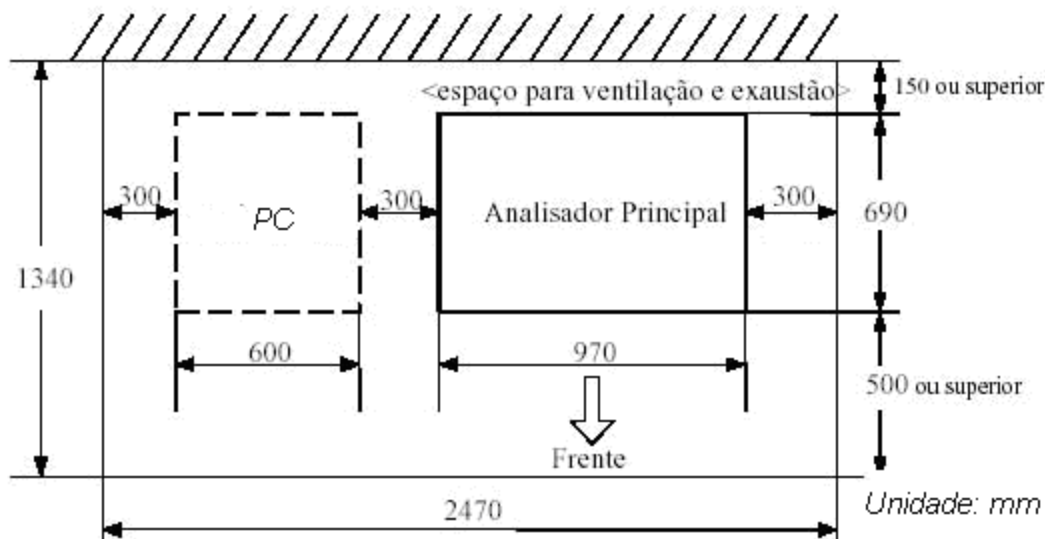 <espaço para ventilação e exaustão>
150 ou superior
300
PC
300
Analisador Principal
300
690
1340
600
970
500 ou superior
Frente
2470
Unidade: mm